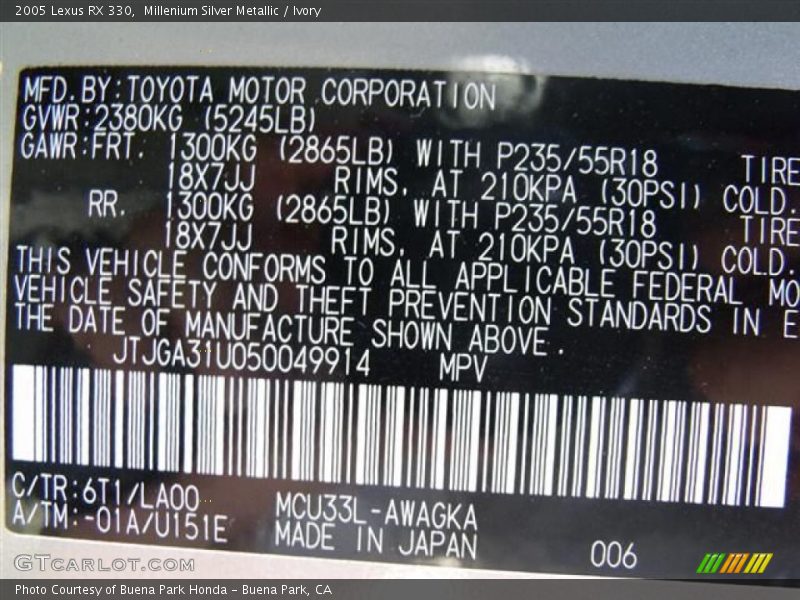 2005 Lexus RX 330,  Millenium Silver Metallic / Ivory
MFD.BY:TOYOTA MOTOR CORPORATION
GVWR:2380KG (5245LB)
GAWR:FRT. 1300KG (2865LB) WITH P235/55R18 TIRE
18X7JJ RIMS, AT 210KPA (30PSI) COLD.
RR. 1300KG (2865LB) WITH P235/55R18 TIRE
18X7JJ RIMS, AT 210KPA (30PSI) COLD.
THIS VEHICLE CONFORMS TO ALL APPLICABLE FEDERAL MO
VEHICLE SAFETY AND THEFT PREVENTION STANDARDS IN E
THE DATE OF MANUFACTURE SHOWN ABOVE.
JTJGA31U050049914 MPV
C/TR:6T1/LA00
A/TM:-01A/U151E
MCU33L-AWAGKA
MADE IN JAPAN
006
GTCARLOT.COM
Photo Courtesy of Buena Park Honda - Buena Park, CA